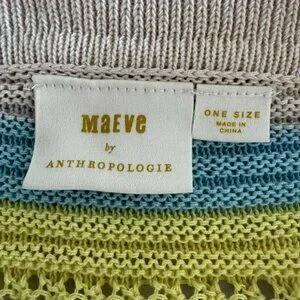 MAEVE
by
ANTHROPOLOGIE
ONE SIZE
MADE IN
CHINA